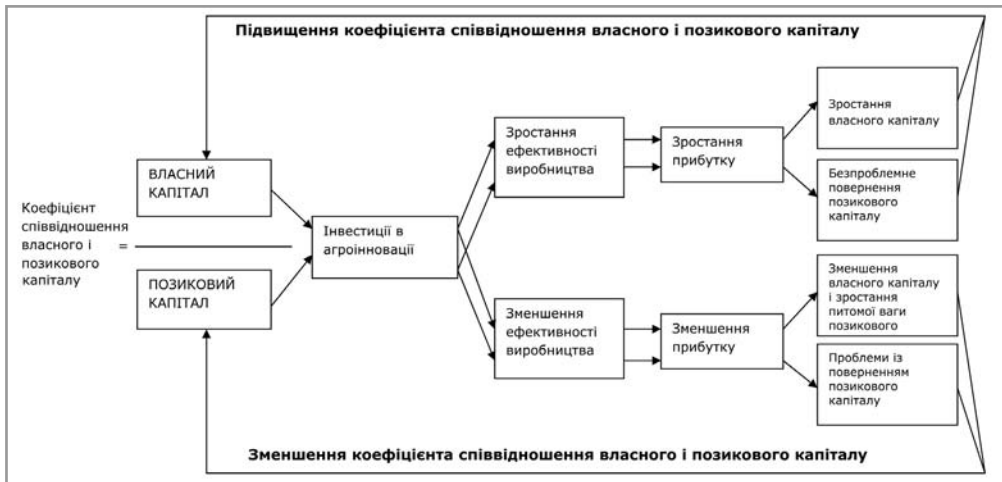 Підвищення коефіцієнта співвідношення власного і позикового капіталу
Коефіцієнт
співвідношення
власного і =
позикового
капіталу
ВЛАСНИЙ
КАПІТАЛ
ПОЗИКОВИЙ
КАПІТАЛ
Інвестиції в
агроінновації
Зростання
ефективності
виробництва
Зростання
прибутку
Зростання
власного капіталу
Безпроблемне
повернення
позикового
капіталу
Зменшення
ефективності
виробництва
Зменшення
прибутку
Зменшення
власного капіталу
і зростання
питомої ваги
позикового
Проблеми із
поверненням
позикового
капіталу
Зменшення коефіцієнта співвідношення власного і позикового капіталу